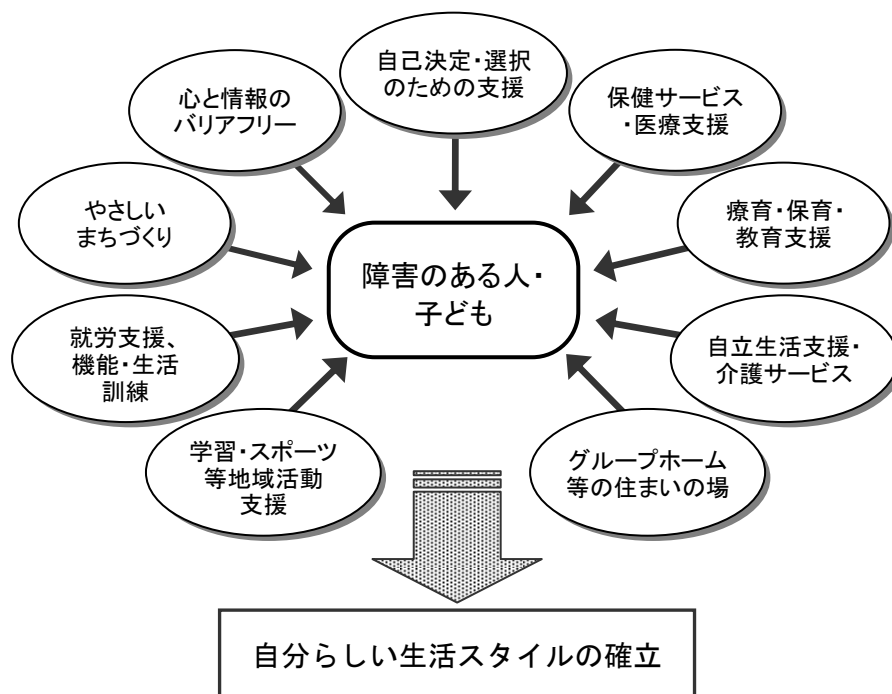 自己決定・選択
のための支援
心と情報の
バリアフリー
保健サービス
・医療支援
やさしい
まちづくり
療育・保育・
教育支援
障害のある人・
子ども
就労支援、
機能・生活
訓練
自立生活支援・
介護サービス
学習・スポーツ
等地域活動
支援
グループホーム
等の住まいの場
自分らしい生活スタイルの確立